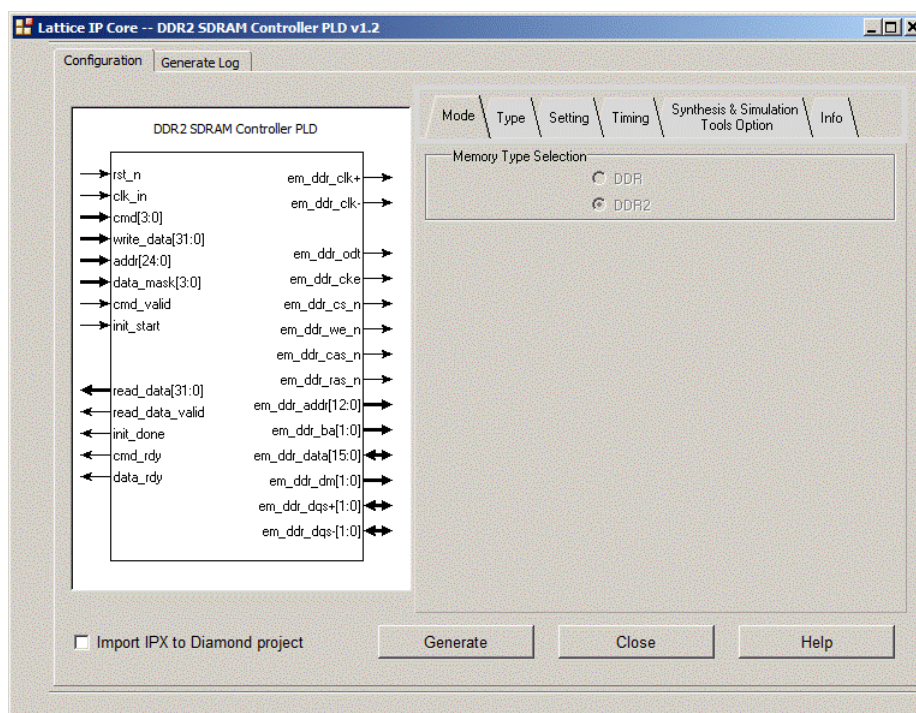 Lattice IP Core -- DDR2 SDRAM Controller PLD v1.2
Configuration
Generate Log
DDR2 SDRAM Controller PLD
rst_n
clk_in
cmd[3:0]
write_data[31:0]
addr[24:0]
data_mask[3:0]
cmd_valid
init_start
read_data[31:0]
read_data_valid
init_done
cmd_rdy
data_rdy
em_ddr_clk+
em_ddr_clk-
em_ddr_odt
em_ddr_cke
em_ddr_cs_n
em_ddr_we_n
em_ddr_cas_n
em_ddr_ras_n
em_ddr_addr[12:0]
em_ddr_ba[1:0]
em_ddr_data[15:0]
em_ddr_dm[1:0]
em_ddr_dqs+[1:0]
em_ddr_dqs-[1:0]
Mode
Type
Setting
Timing
Synthesis & Simulation
Tools Option
Info
Memory Type Selection
DDR
DDR2
Import IPX to Diamond project
Generate
Close
Help